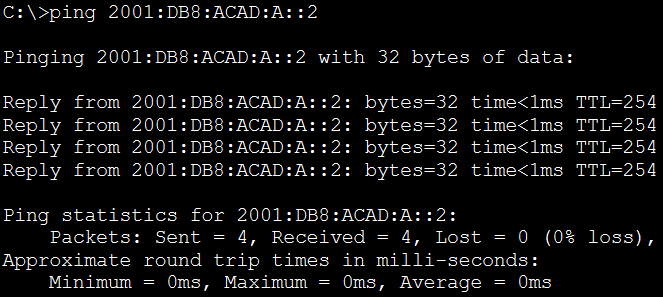 C:\>ping 2001:DB8:ACAD:A::2
Pinging 2001:DB8:ACAD:A::2 with 32 bytes of data:
Reply from 2001:DB8:ACAD:A::2: bytes=32 time<1ms TTL=254
Reply from 2001:DB8:ACAD:A::2: bytes=32 time<1ms TTL=254
Reply from 2001:DB8:ACAD:A::2: bytes=32 time<1ms TTL=254
Reply from 2001:DB8:ACAD:A::2: bytes=32 time<1ms TTL=254
Ping statistics for 2001:DB8:ACAD:A::2:
Packets: Sent = 4, Received = 4, Lost = 0 (0% loss),
Approximate round trip times in milli-seconds:
Minimum = 0ms, Maximum = 0ms, Average = 0ms